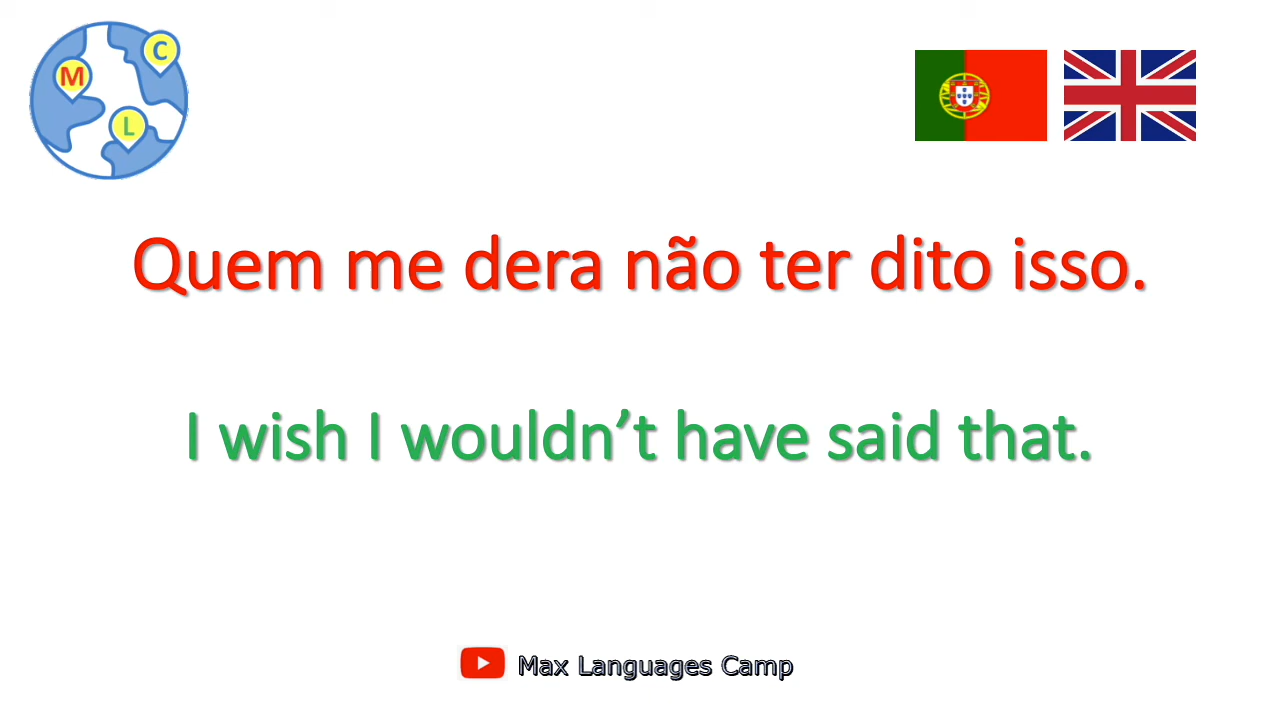 M
C
L
Quem me dera não ter dito isso.
I wish I wouldn’t have said that.
Max Languages Camp